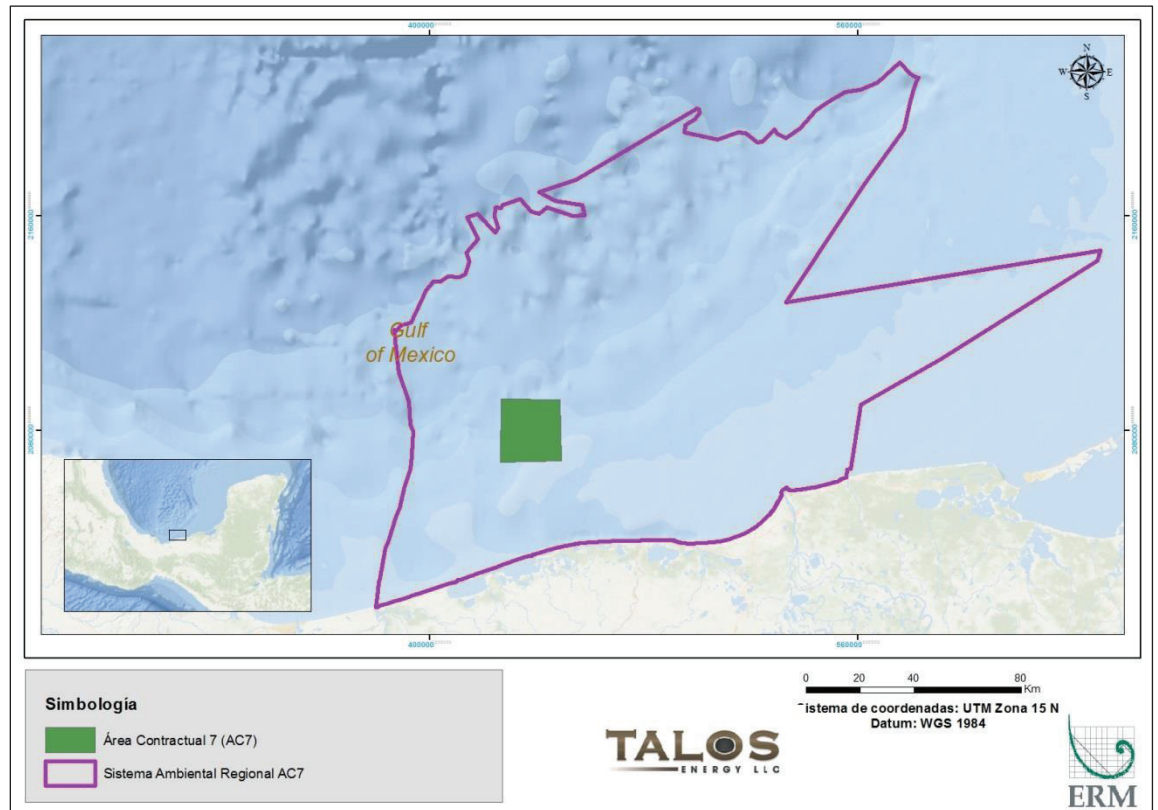 400000
560000
N
W E
S
2160000
2160000
Gulf
of Mexico
2080000
2080000
400000
560000
Simbología
Área Contractual 7 (AC7)
Sistema Ambiental Regional AC7
0 20 40 80
Km
istema de coordenadas: UTM Zona 15 N
Datum: WGS 1984
TALOS
ENERGY LLC
ERM